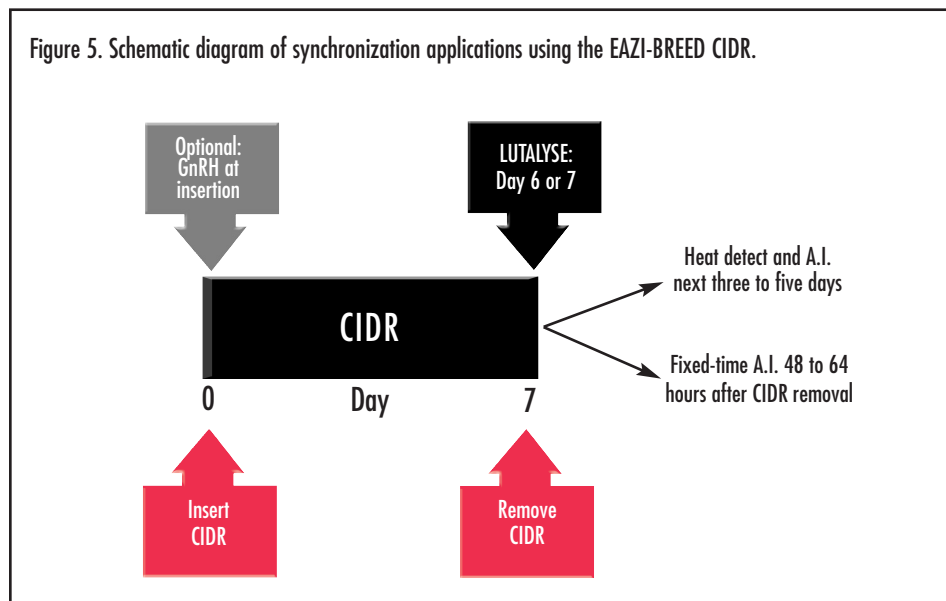 Figure 5. Schematic diagram of synchronization applications using the EAZI-BREED CIDR.
Optional:
GnRH at
insertion
LUTALYSE:
Day 6 or 7
CIDR
Heat detect and A.I.
next three to five days
Fixed-time A.I. 48 to 64
hours after CIDR removal
0 Day 7
Insert
CIDR
Remove
CIDR